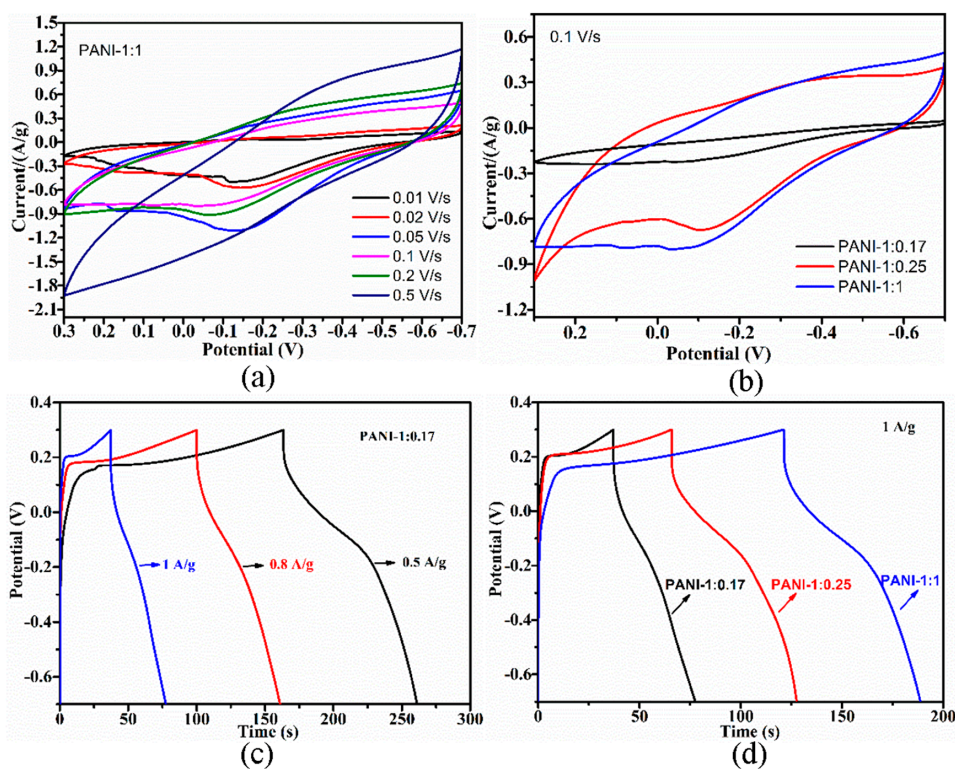 PANI-1:1
Current/(A/g)
1.5
1.2
0.9
0.6
0.3
0.0
-0.3
-0.6
-0.9
-1.2
-1.5
-1.8
-2.1
0.01 V/s
0.02 V/s
0.05 V/s
0.1 V/s
0.2 V/s
0.5 V/s
0.3 0.2 0.1 0.0 -0.1 -0.2 -0.3 -0.4 -0.5 -0.6 -0.7
Potential (V)
(a)
0.1 V/s
Current/(A/g)
0.6
0.3
0.0
-0.3
-0.6
-0.9
-1.2
PANI-1:0.17
PANI-1:0.25
PANI-1:1
0.2 0.0 -0.2 -0.4 -0.6
Potential (V)
(b)
PANI-1:0.17
Potential (V)
0.4
0.2
0.0
-0.2
-0.4
-0.6
1 A/g
0.8 A/g
0.5 A/g
0 50 100 150 200 250 300
Time (s)
(c)
1 A/g
Potential (V)
0.4
0.2
0.0
-0.2
-0.4
-0.6
PANI-1:0.17
PANI-1:0.25
PANI-1:1
0 50 100 150 200
Time (s)
(d)